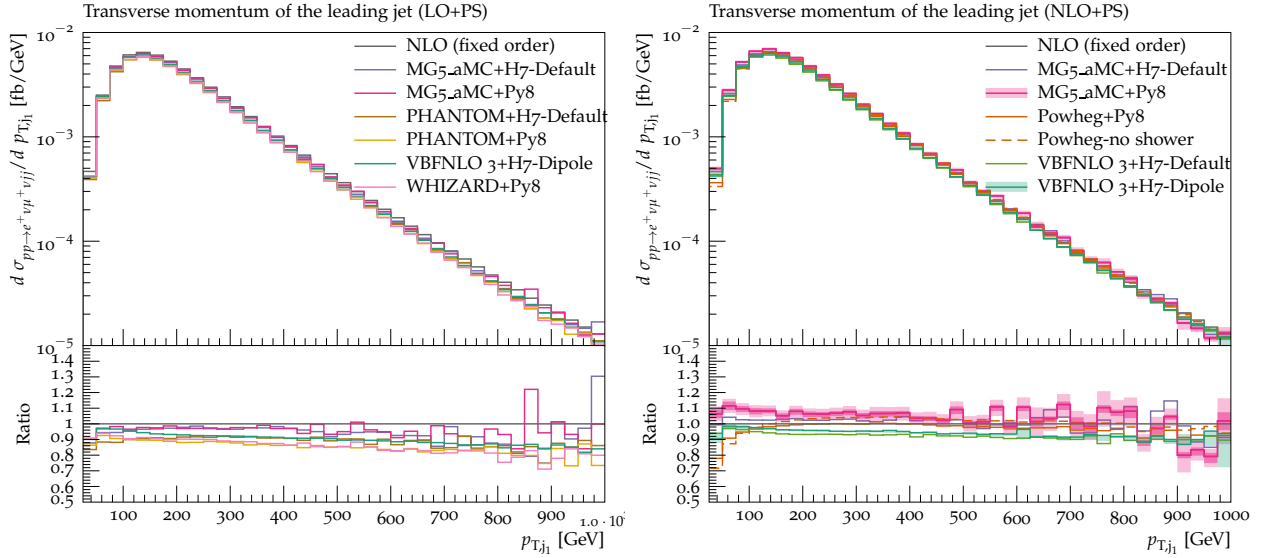 Transverse momentum of the leading jet (LO+PS)
NLO (fixed order)
MG5_aMC+H7-Default
MG5_aMC+Py8
PHANTOM+H7-Default
PHANTOM+Py8
VBFNLO 3+H7-Dipole
WHIZARD+Py8
10⁻²
10⁻³
10⁻⁴
10⁻⁵
d σ_{pp→e⁺νμ⁺νjj}/d p_{T,j₁} [fb/GeV]
1.4
1.3
1.2
1.1
1.0
0.9
0.8
0.7
0.6
0.5
Ratio
100 200 300 400 500 600 700 800 900 1.0 · 10
p_{T,j₁} [GeV]
Transverse momentum of the leading jet (NLO+PS)
NLO (fixed order)
MG5_aMC+H7-Default
MG5_aMC+Py8
Powheg+Py8
Powheg-no shower
VBFNLO 3+H7-Default
VBFNLO 3+H7-Dipole
10⁻²
10⁻³
10⁻⁴
10⁻⁵
d σ_{pp→e⁺νμ⁺νjj}/d p_{T,j₁} [fb/GeV]
1.4
1.3
1.2
1.1
1.0
0.9
0.8
0.7
0.6
0.5
Ratio
100 200 300 400 500 600 700 800 900 1000
p_{T,j₁} [GeV]